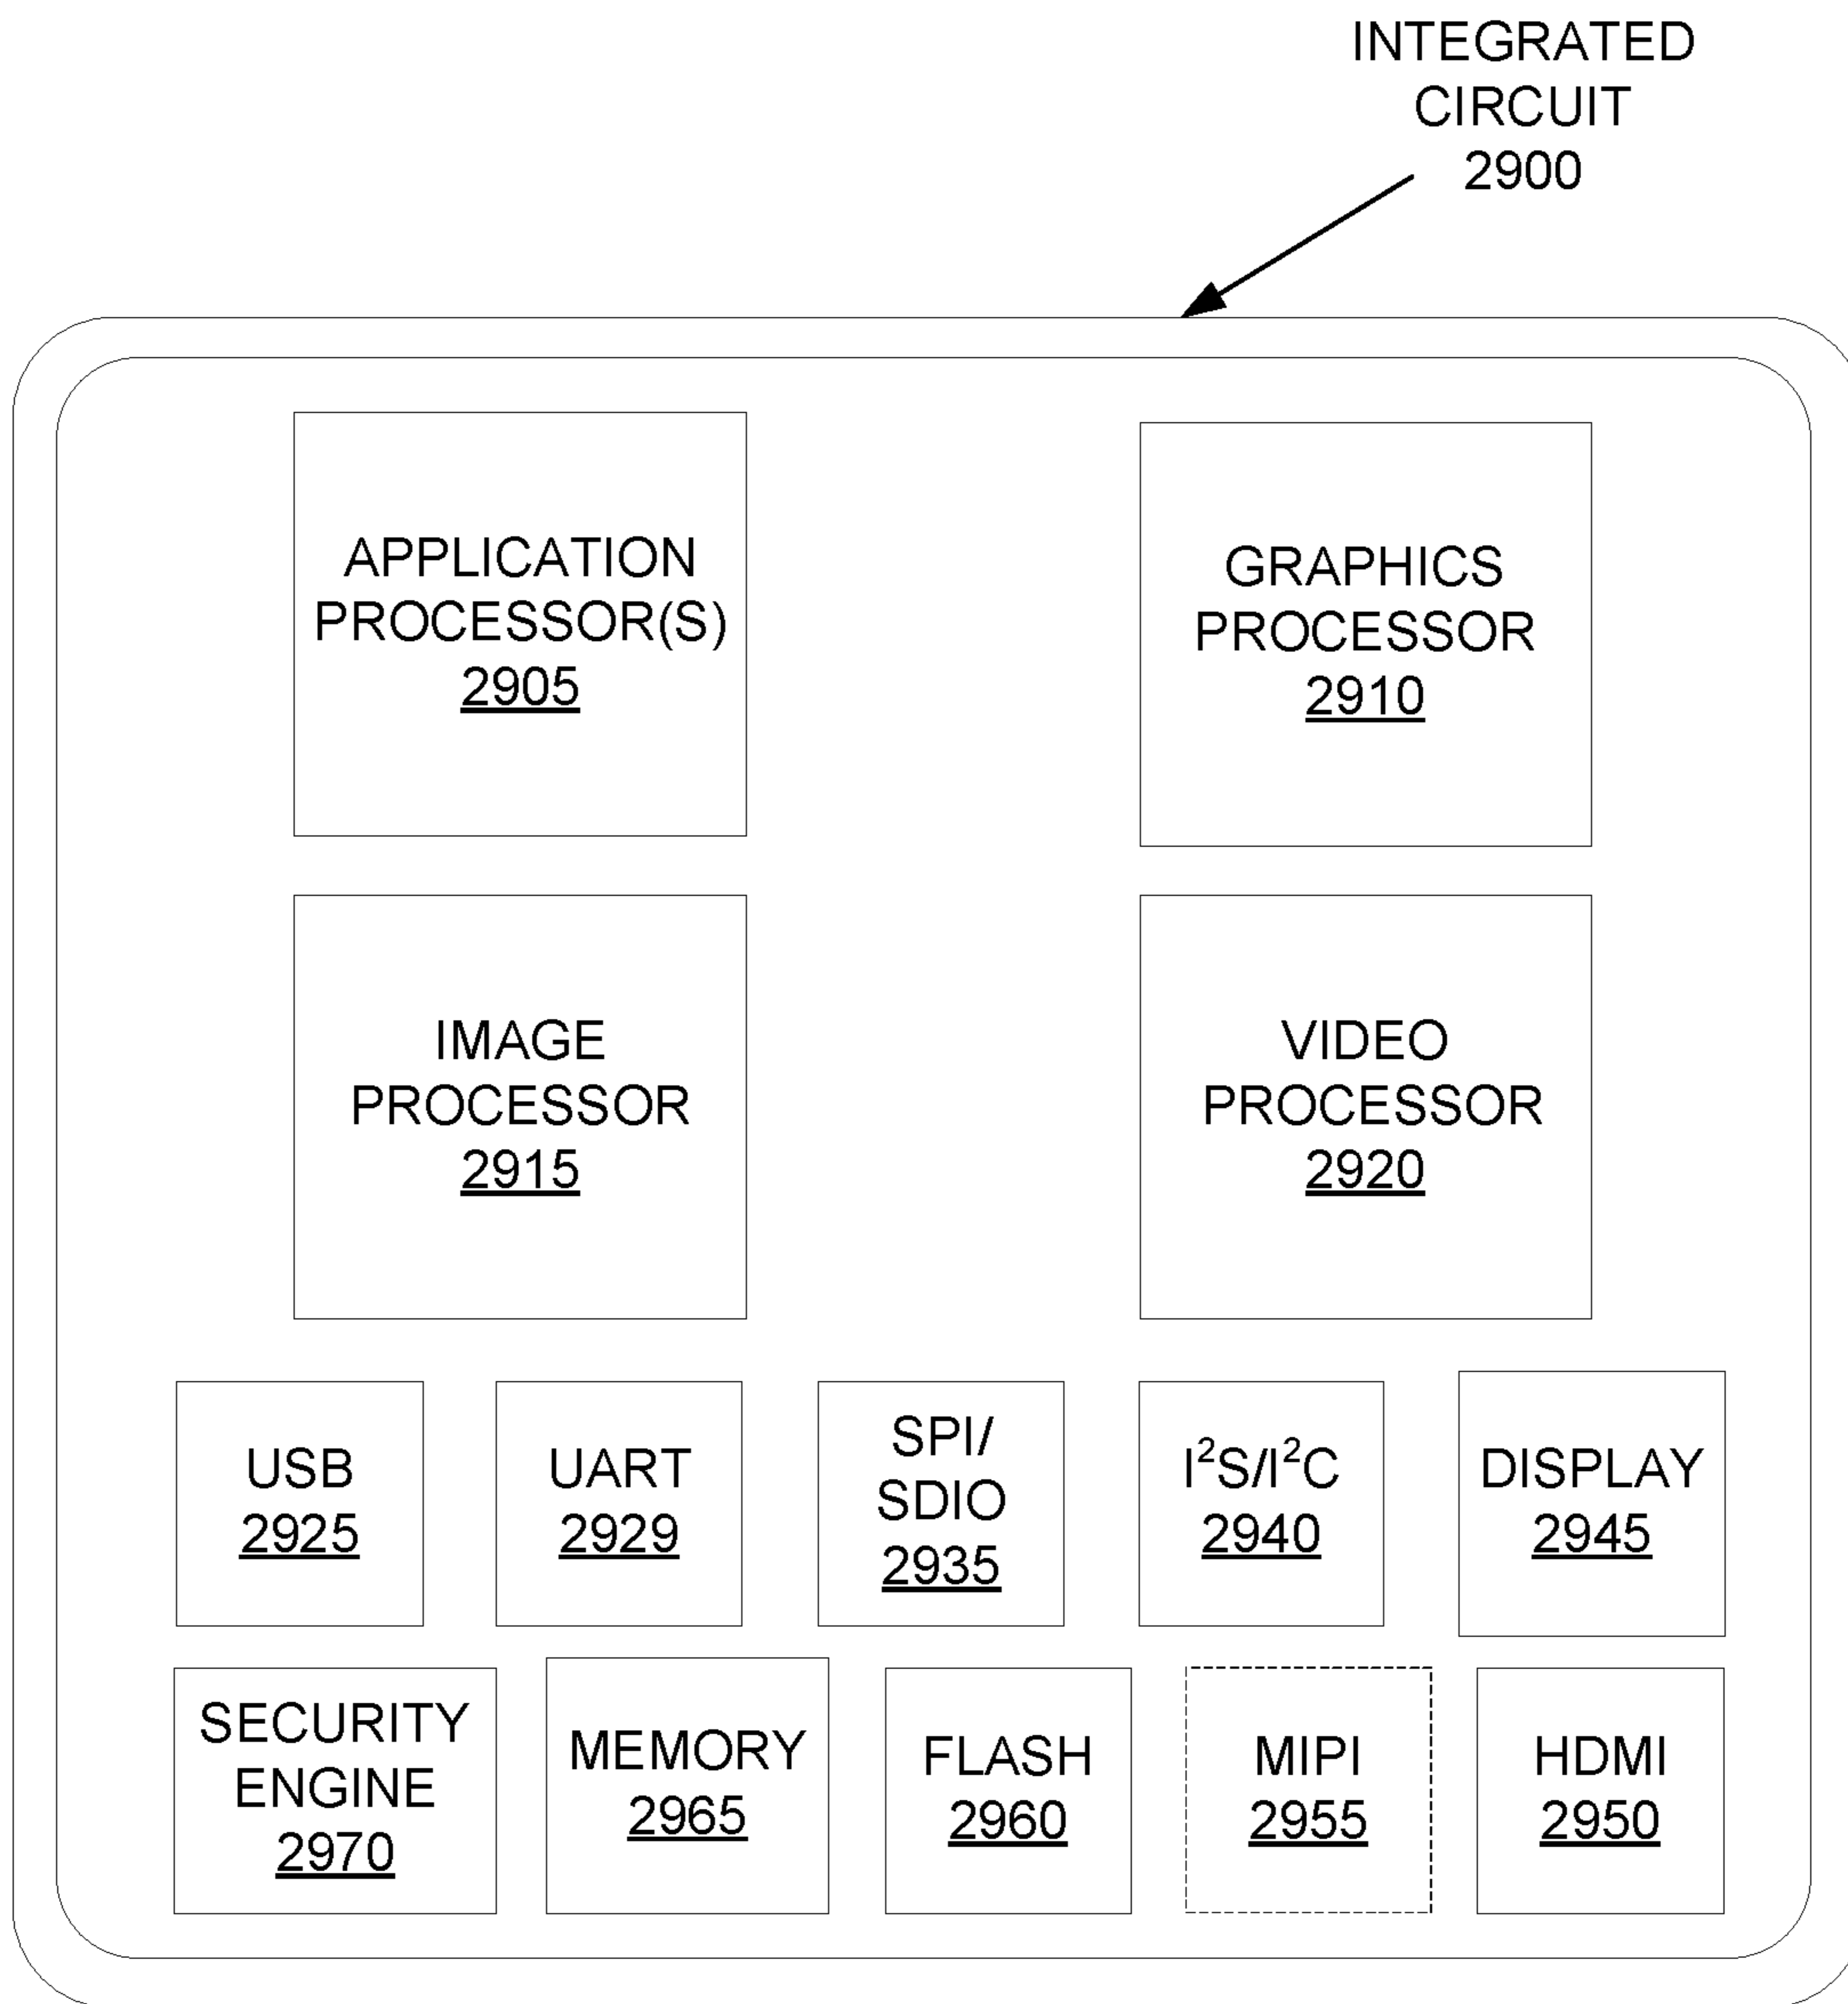 INTEGRATED
CIRCUIT
2900
APPLICATION
PROCESSOR(S)
2905
GRAPHICS
PROCESSOR
2910
IMAGE
PROCESSOR
2915
VIDEO
PROCESSOR
2920
USB
2925
UART
2929
SPI/
SDIO
2935
I²S/I²C
2940
DISPLAY
2945
SECURITY
ENGINE
2970
MEMORY
2965
FLASH
2960
MIPI
2955
HDMI
2950